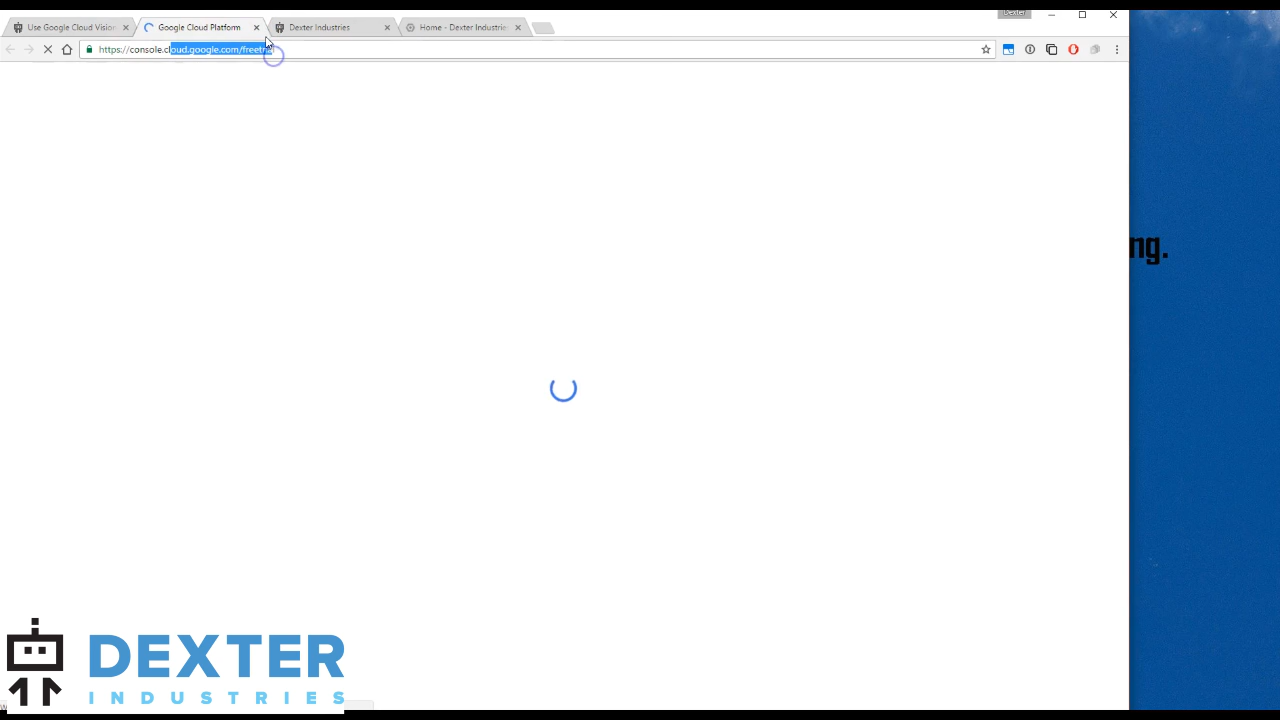 Dexter
Use Google Cloud Vision
Google Cloud Platform
Dexter Industries
Home - Dexter Industries
https://console.cloud.google.com/freetrial
ng.
DEXTER
INDUSTRIES